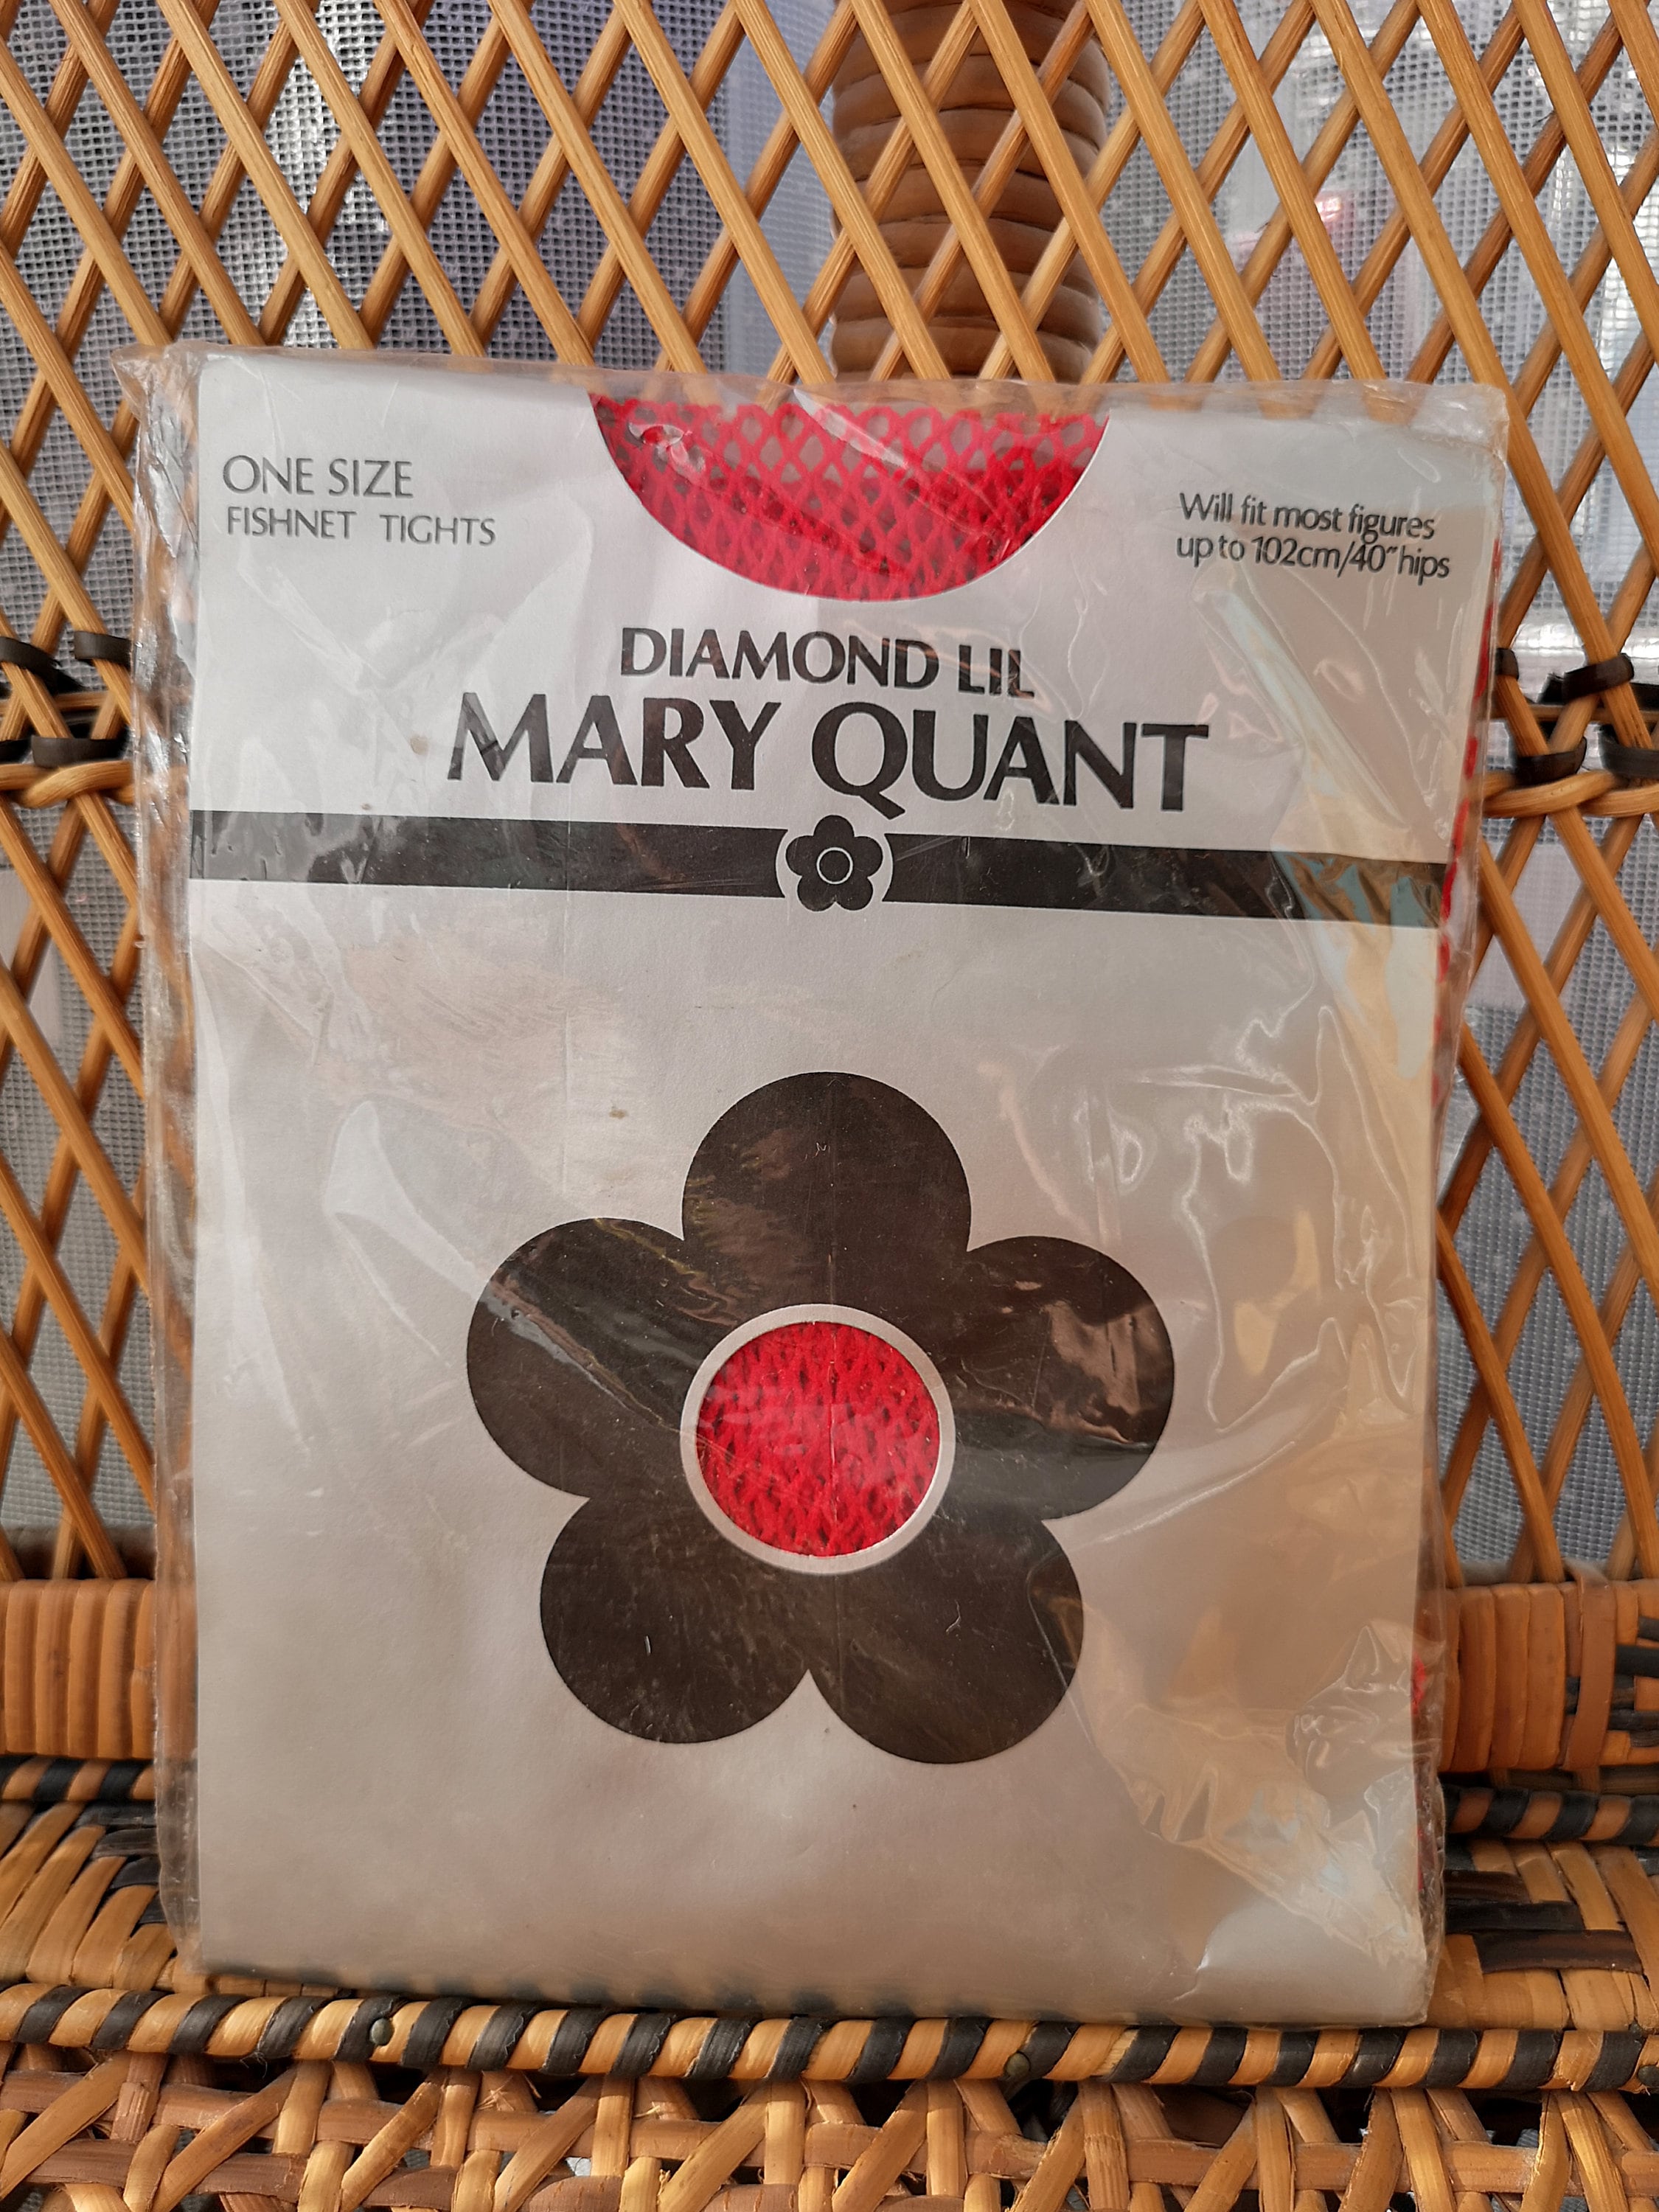 ONE SIZE
FISHNET TIGHTS
Will fit most figures
up to 102cm/40" hips
DIAMOND LIL
MARY QUANT